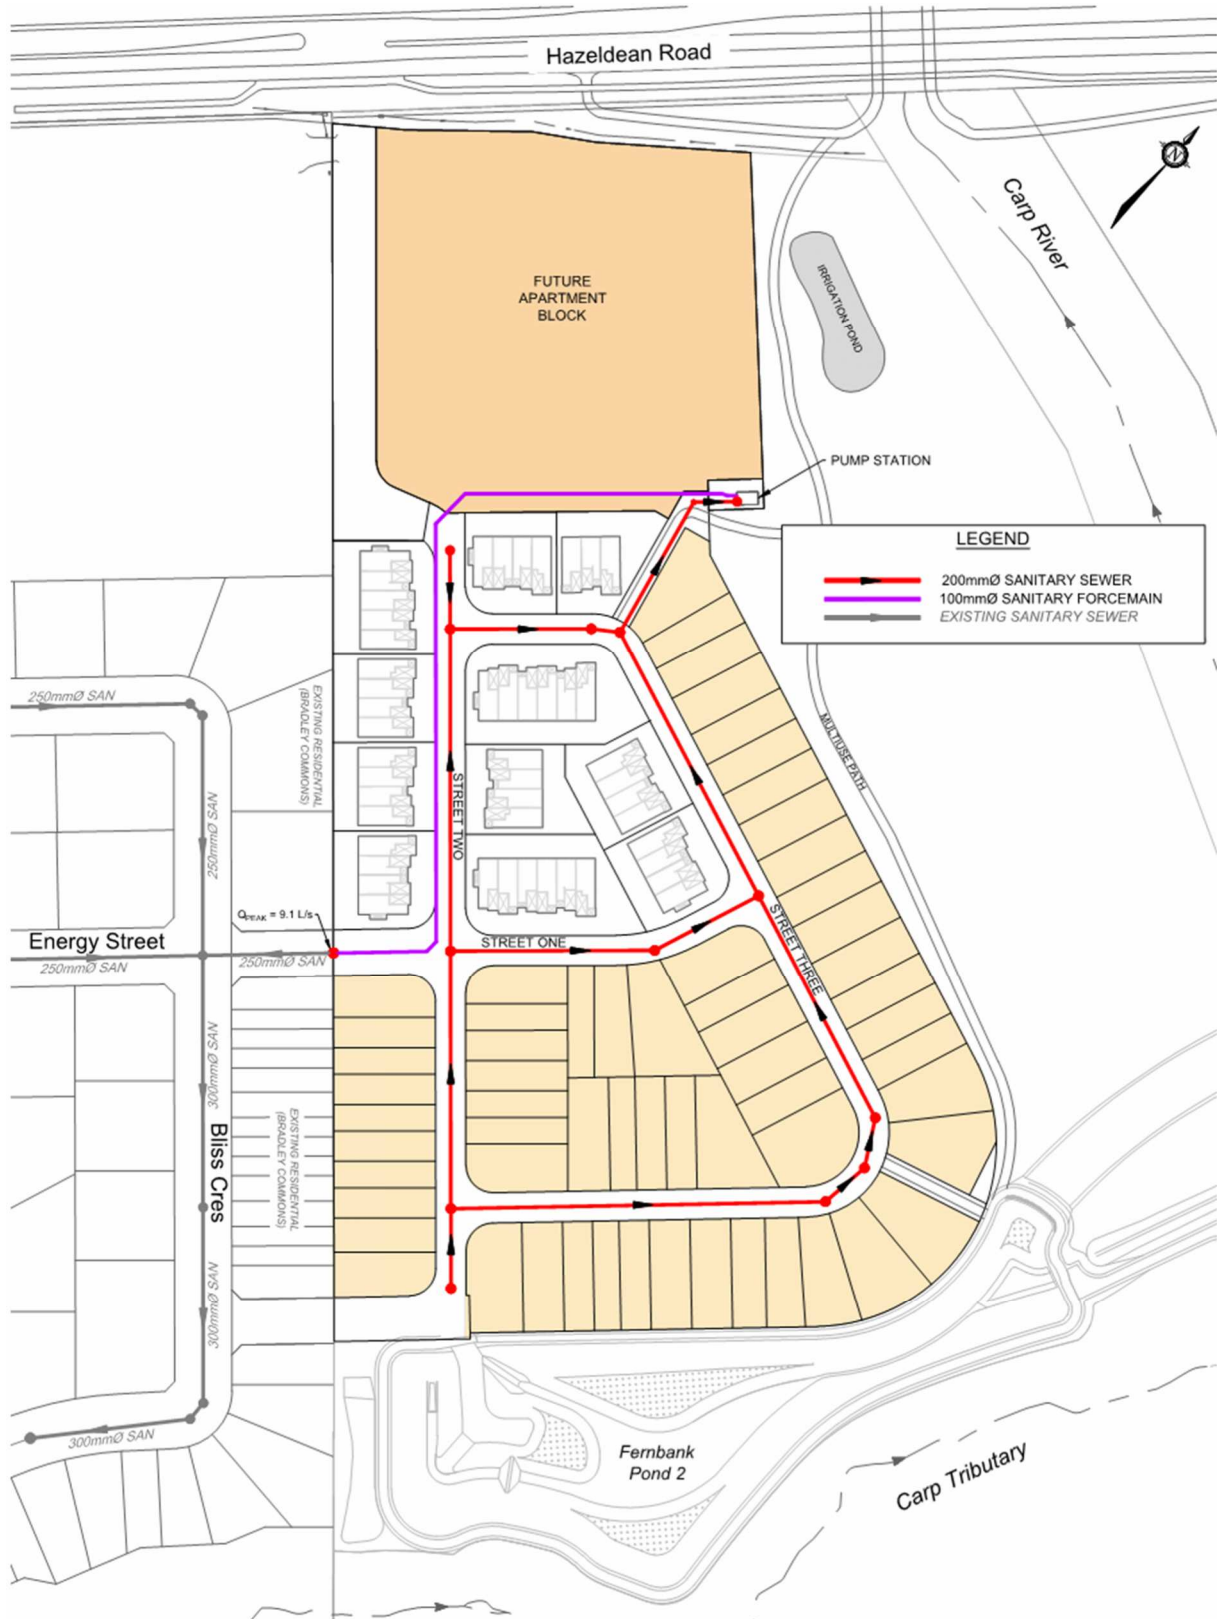 Hazeldean Road
N
Carp River
FUTURE
APARTMENT
BLOCK
IRRIGATION POND
PUMP STATION
LEGEND
200mmØ SANITARY SEWER
100mmØ SANITARY FORCEMAIN
EXISTING SANITARY SEWER
250mmØ SAN
EXISTING RESIDENTIAL
(BRADLEY COMMONS)
MULTIUSE PATH
250mmØ SAN
STREET TWO
QPEAK = 9.1 L/s
Energy Street
250mmØ SAN
250mmØ SAN
STREET ONE
STREET THREE
300mmØ SAN
Bliss Cres
EXISTING RESIDENTIAL
(BRADLEY COMMONS)
300mmØ SAN
300mmØ SAN
Fernbank
Pond 2
Carp Tributary